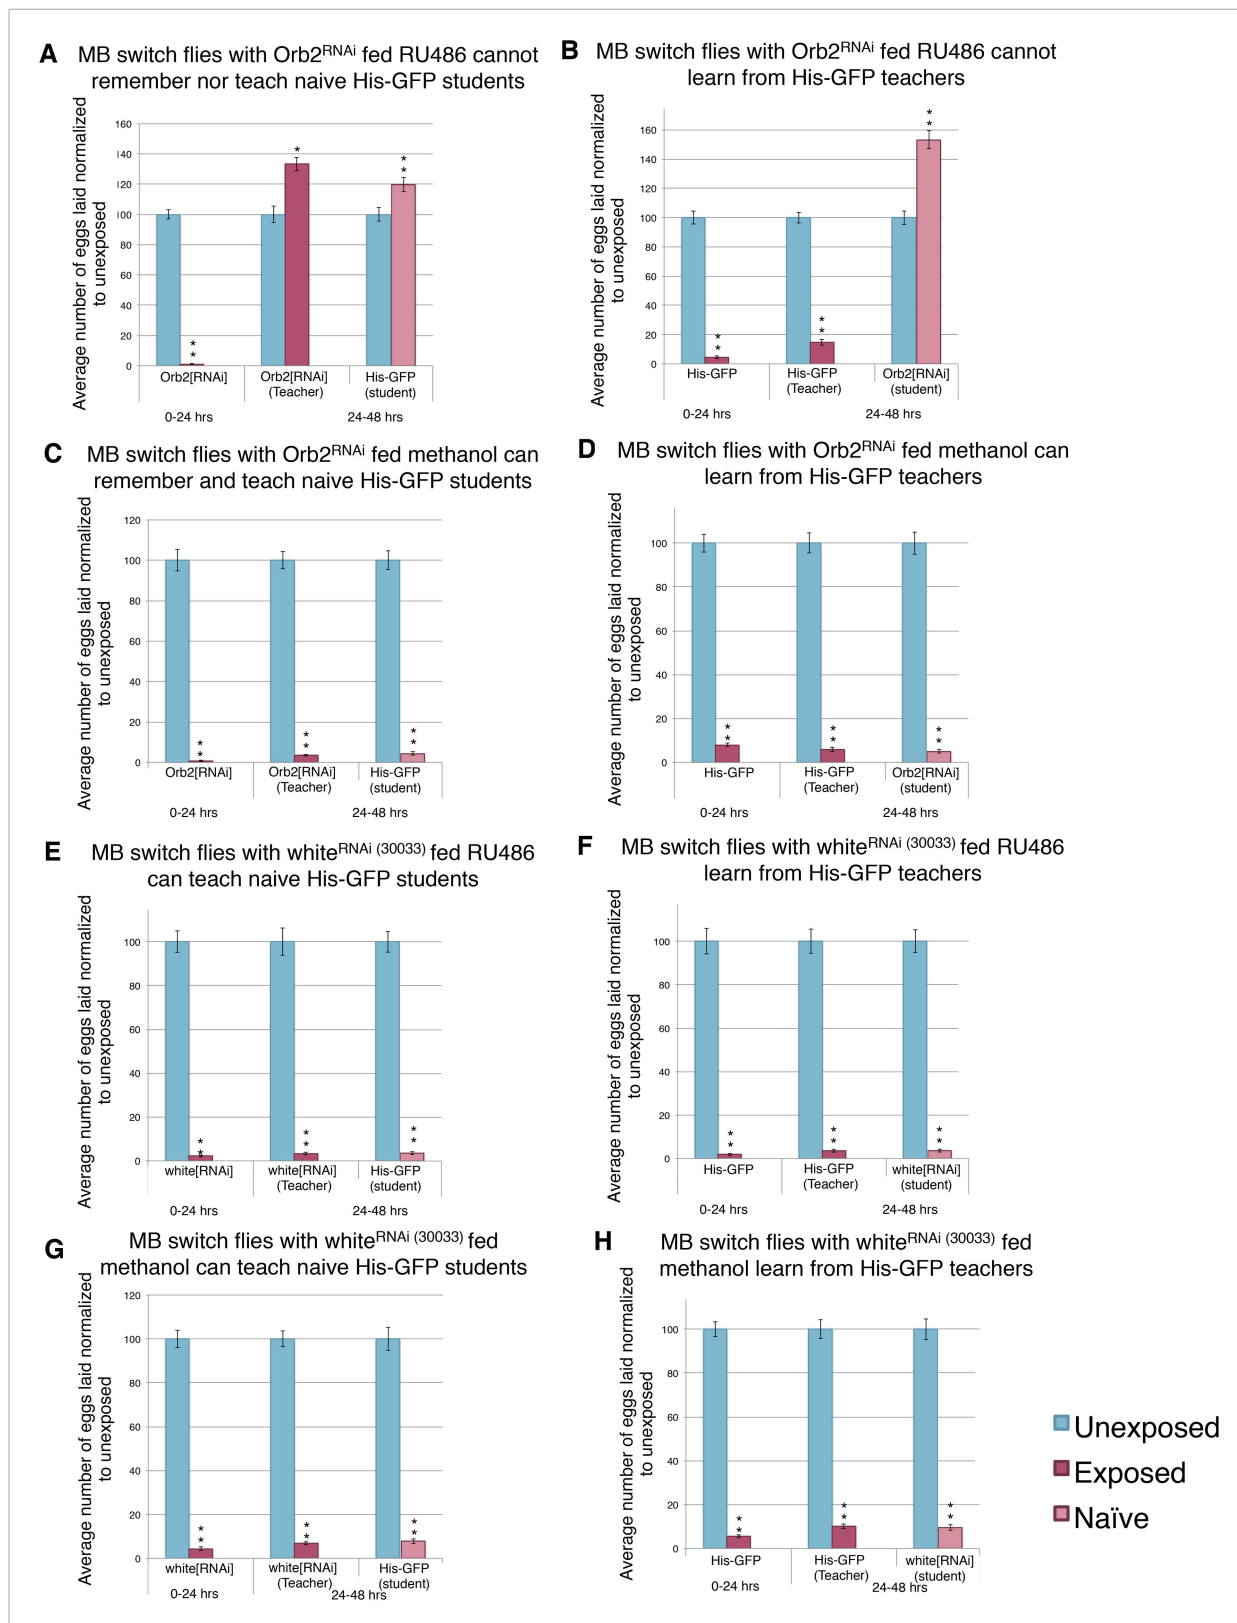 A MB switch flies with Orb2RNAi fed RU486 cannot
remember nor teach naive His-GFP students
Average number of eggs laid normalized
to unexposed
160
140
120
100
80
60
40
20
0
*
*
*
*
*
Orb2[RNAi]
Orb2[RNAi]
(Teacher)
His-GFP
(student)
0-24 hrs
24-48 hrs
B MB switch flies with Orb2RNAi fed RU486 cannot
learn from His-GFP teachers
Average number of eggs laid normalized
to unexposed
160
140
120
100
80
60
40
20
0
*
*
*
*
*
*
His-GFP
His-GFP
(Teacher)
Orb2[RNAi]
(student)
0-24 hrs
24-48 hrs
C MB switch flies with Orb2RNAi fed methanol can
remember and teach naive His-GFP students
Average number of eggs laid normalized
to unexposed
120
100
80
60
40
20
0
*
*
*
*
*
*
Orb2[RNAi]
Orb2[RNAi]
(Teacher)
His-GFP
(student)
0-24 hrs
24-48 hrs
D MB switch flies with Orb2RNAi fed methanol can
learn from His-GFP teachers
Average number of eggs laid normalized
to unexposed
100
80
60
40
20
0
*
*
*
*
*
*
His-GFP
His-GFP
(Teacher)
Orb2[RNAi]
(student)
0-24 hrs
24-48 hrs
E MB switch flies with whiteRNAi (30033) fed RU486
can teach naive His-GFP students
Average number of eggs laid normalized
to unexposed
100
80
60
40
20
0
*
*
*
*
*
*
white[RNAi]
white[RNAi]
(Teacher)
His-GFP
(student)
0-24 hrs
24-48 hrs
F MB switch flies with whiteRNAi (30033) fed RU486
learn from His-GFP teachers
Average number of eggs laid normalized
to unexposed
100
80
60
40
20
0
*
*
*
*
*
*
His-GFP
His-GFP
(Teacher)
white[RNAi]
(student)
0-24 hrs
24-48 hrs
G MB switch flies with whiteRNAi (30033) fed
methanol can teach naive His-GFP students
Average number of eggs laid normalized
to unexposed
120
100
80
60
40
20
0
*
*
*
*
*
*
white[RNAi]
white[RNAi]
(Teacher)
His-GFP
(student)
0-24 hrs
24-48 hrs
H MB switch flies with whiteRNAi (30033) fed
methanol learn from His-GFP teachers
Average number of eggs laid normalized
to unexposed
100
80
60
40
20
0
*
*
*
*
*
*
His-GFP
His-GFP
(Teacher)
white[RNAi]
(student)
0-24 hrs
24-48 hrs
Unexposed
Exposed
Naïve